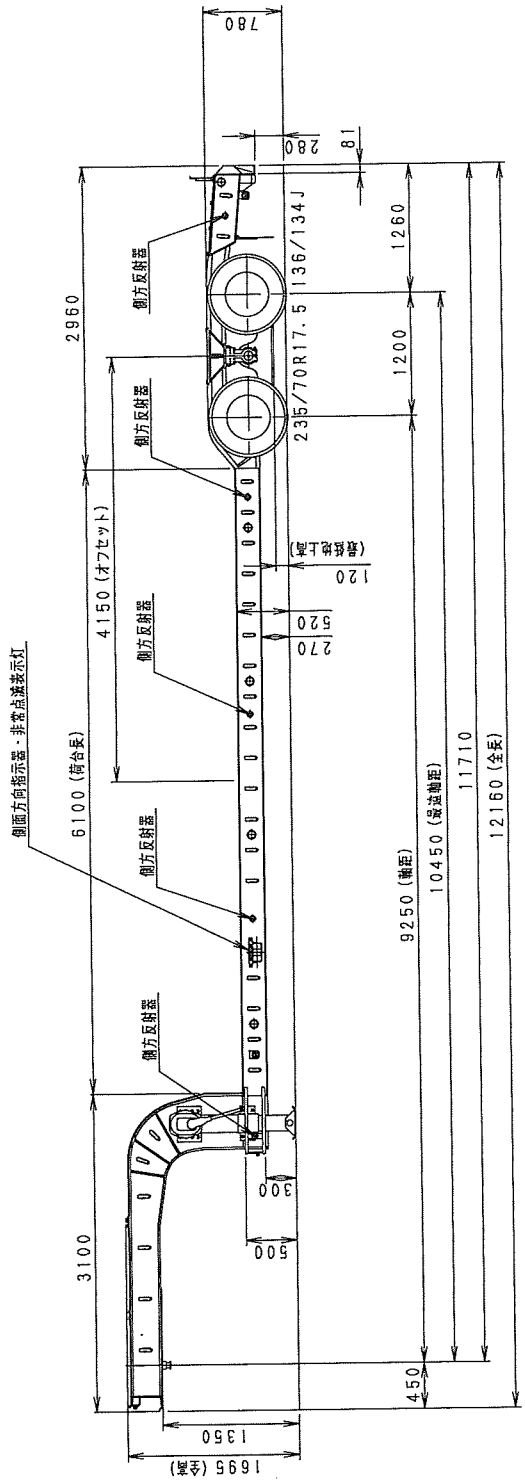 側面方向指示器・非常点滅表示灯
3100
6100 (荷台長)
2960
4150 (オフセット)
側方反射器
側方反射器
側方反射器
側方反射器
側方反射器
780
280
81
235/70R17.5 136/134J
1695 (全高)
1350
500
300
270
520
120
(最低地上高)
1200
1260
9250 (軸距)
10450 (最遠軸距)
11710
450
12160 (全長)